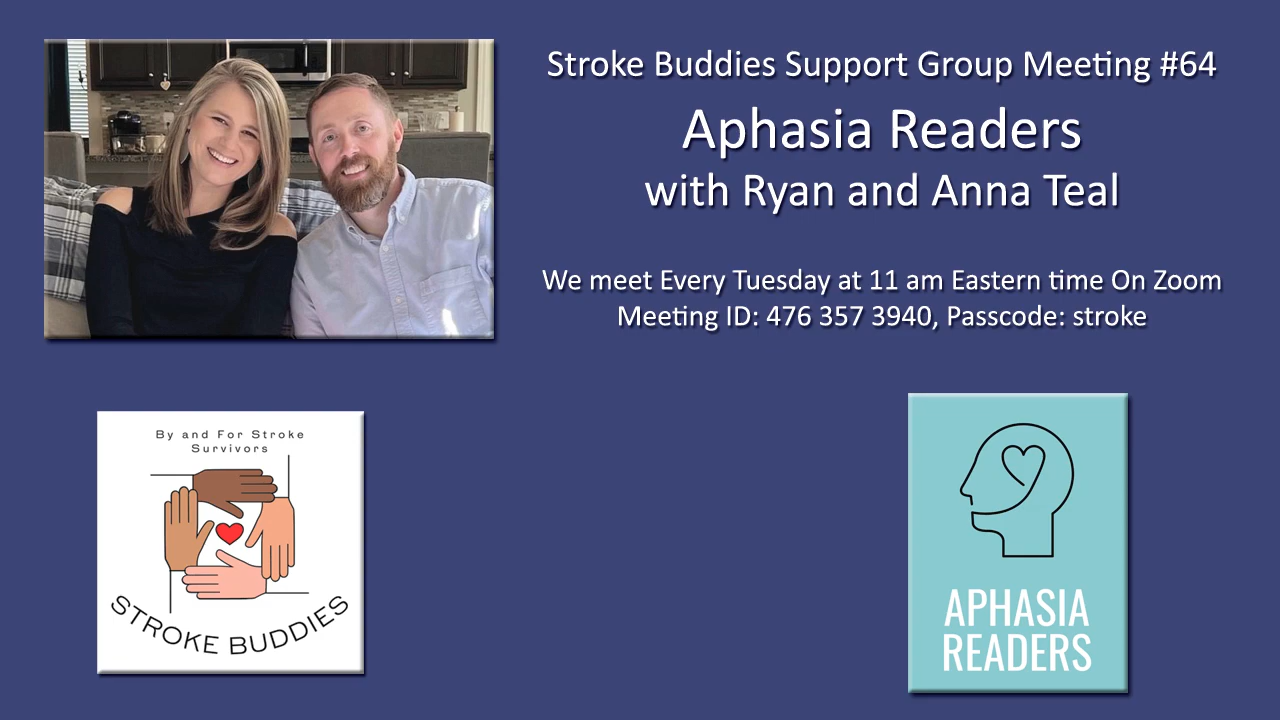 Stroke Buddies Support Group Meeting #64
Aphasia Readers
with Ryan and Anna Teal
We meet Every Tuesday at 11 am Eastern time On Zoom
Meeting ID: 476 357 3940, Passcode: stroke
By and For Stroke
Survivors
STROKE BUDDIES
APHASIA
READERS